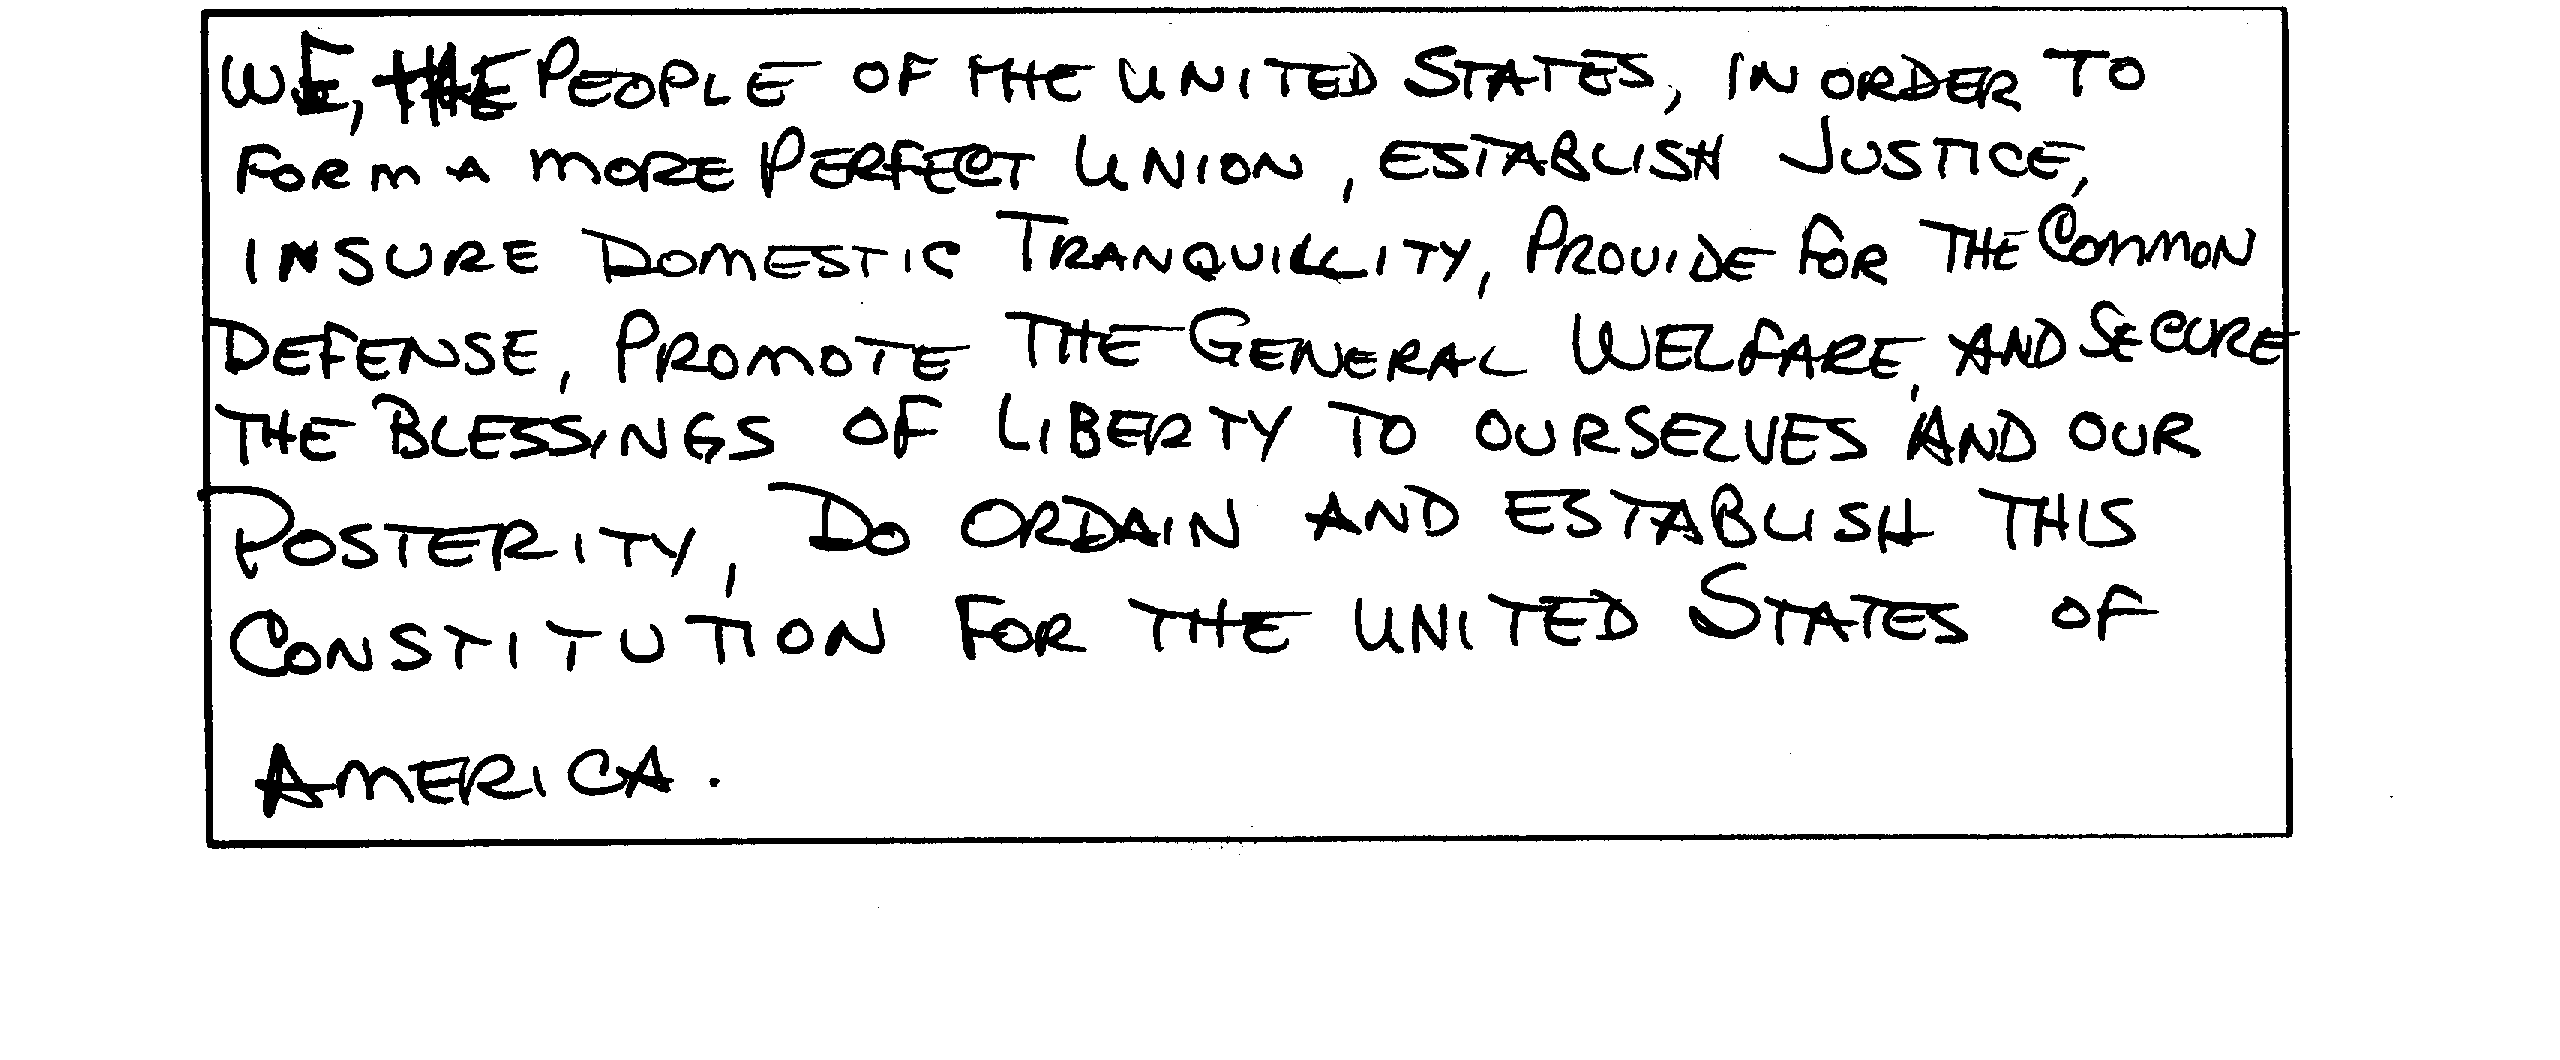 WE, THE PEOPLE OF THE UNITED STATES, IN ORDER TO
FORM A MORE PERFECT UNION, ESTABLISH JUSTICE,
INSURE DOMESTIC TRANQUILLITY, PROVIDE FOR THE COMMON
DEFENSE, PROMOTE THE GENERAL WELFARE, AND SECURE
THE BLESSINGS OF LIBERTY TO OURSELVES AND OUR
POSTERITY, DO ORDAIN AND ESTABLISH THIS
CONSTITUTION FOR THE UNITED STATES OF
AMERICA.